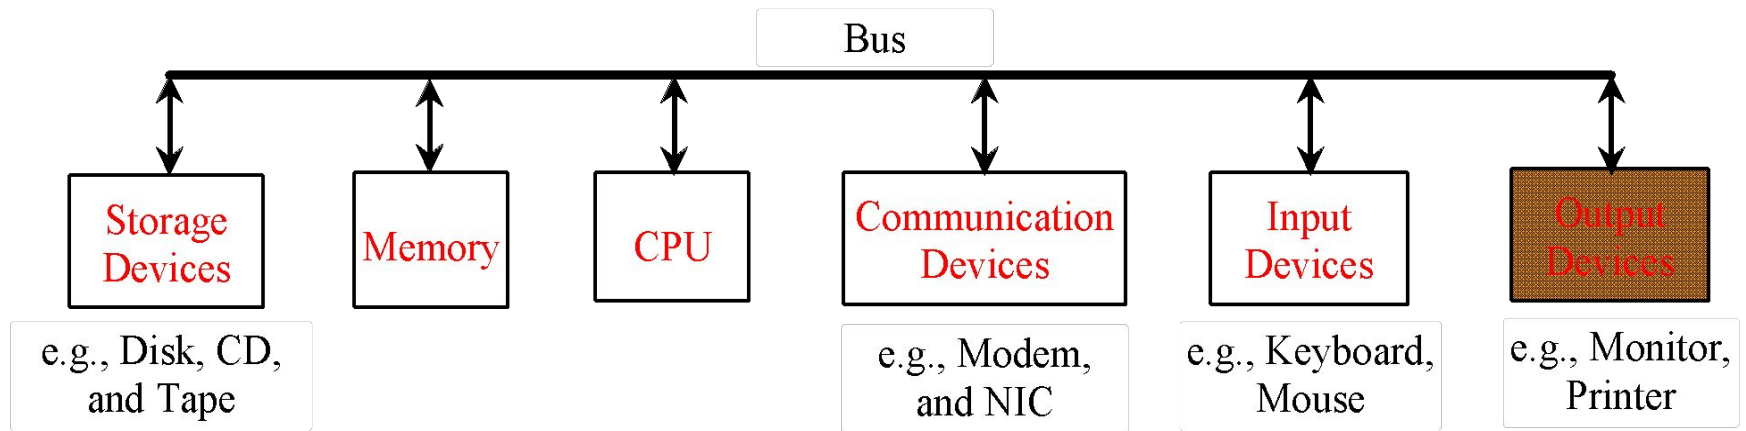 Bus
Storage
Devices
Memory
CPU
Communication
Devices
Input
Devices
Output
Devices
e.g., Disk, CD,
and Tape
e.g., Modem,
and NIC
e.g., Keyboard,
Mouse
e.g., Monitor,
Printer